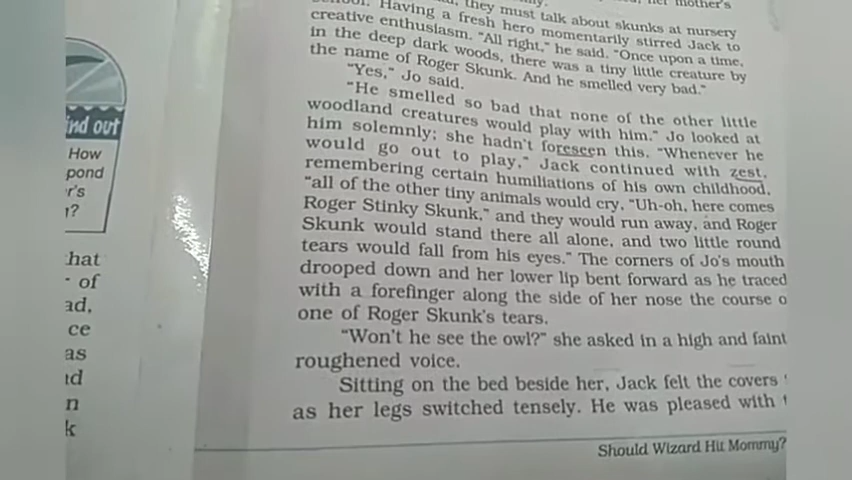 they must talk about skunks at nursery
Having a fresh hero momentarily stirred Jack to
creative enthusiasm. "All right," he said. "Once upon a time,
in the deep dark woods, there was a tiny little creature by
the name of Roger Skunk. And he smelled very bad."
"Yes," Jo said.
"He smelled so bad that none of the other little
woodland creatures would play with him." Jo looked at
him solemnly; she hadn't foreseen this. "Whenever he
would go out to play," Jack continued with zest,
remembering certain humiliations of his own childhood,
"all of the other tiny animals would cry, "Uh-oh, here comes
Roger Stinky Skunk," and they would run away, and Roger
Skunk would stand there all alone, and two little round
tears would fall from his eyes." The corners of Jo's mouth
drooped down and her lower lip bent forward as he traced
with a forefinger along the side of her nose the course o
one of Roger Skunk's tears.
"Won't he see the owl?" she asked in a high and faint
roughened voice.
Sitting on the bed beside her, Jack felt the covers
as her legs switched tensely. He was pleased with
Should Wizard Hit Mommy?
nd out
How
pond
r's
?
hat
- of
ad,
ce
as
nd
n
k